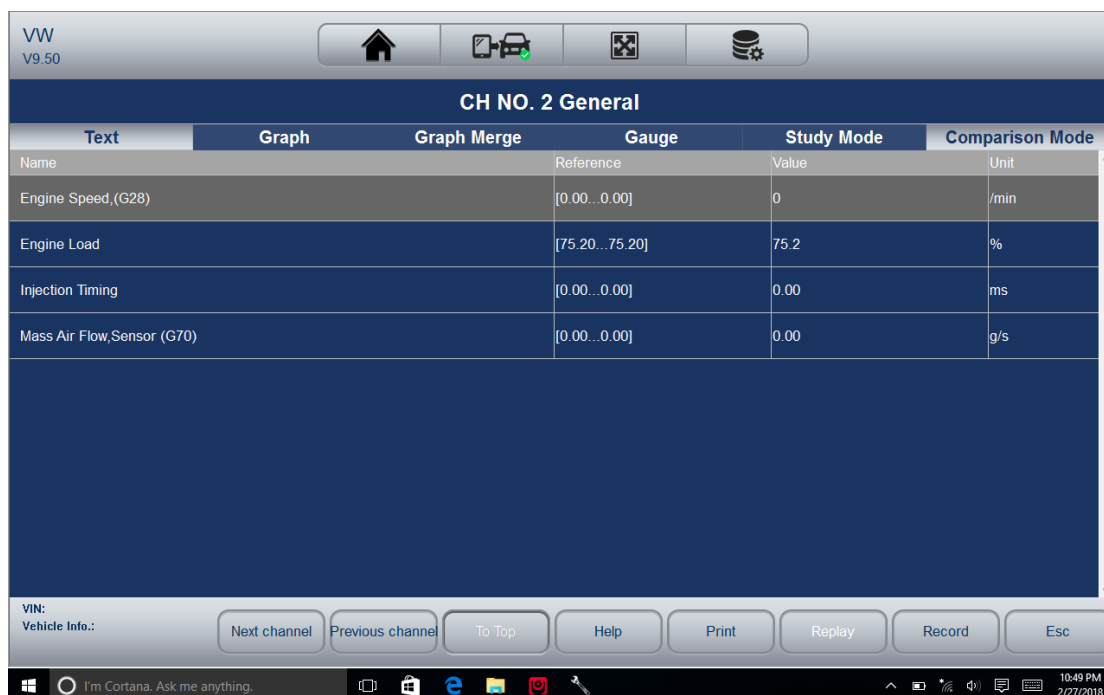 VW
V9.50
CH NO. 2 General
Text Graph Graph Merge Gauge Study Mode Comparison Mode
Name Reference Value Unit
Engine Speed,(G28) [0.00...0.00] 0 /min
Engine Load [75.20...75.20] 75.2 %
Injection Timing [0.00...0.00] 0.00 ms
Mass Air Flow,Sensor (G70) [0.00...0.00] 0.00 g/s
VIN:
Vehicle Info.:
Next channel Previous channel To Top Help Print Replay Record Esc
I'm Cortana. Ask me anything.
10:49 PM
2/27/2018